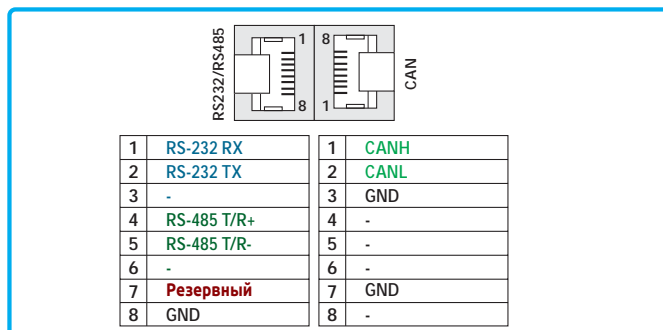 RS232/RS485
1 8
8 1
CAN
1 RS-232 RX 1 CANH
2 RS-232 TX 2 CANL
3 - 3 GND
4 RS-485 T/R+ 4 -
5 RS-485 T/R- 5 -
6 - 6 -
7 Резервный 7 GND
8 GND 8 -